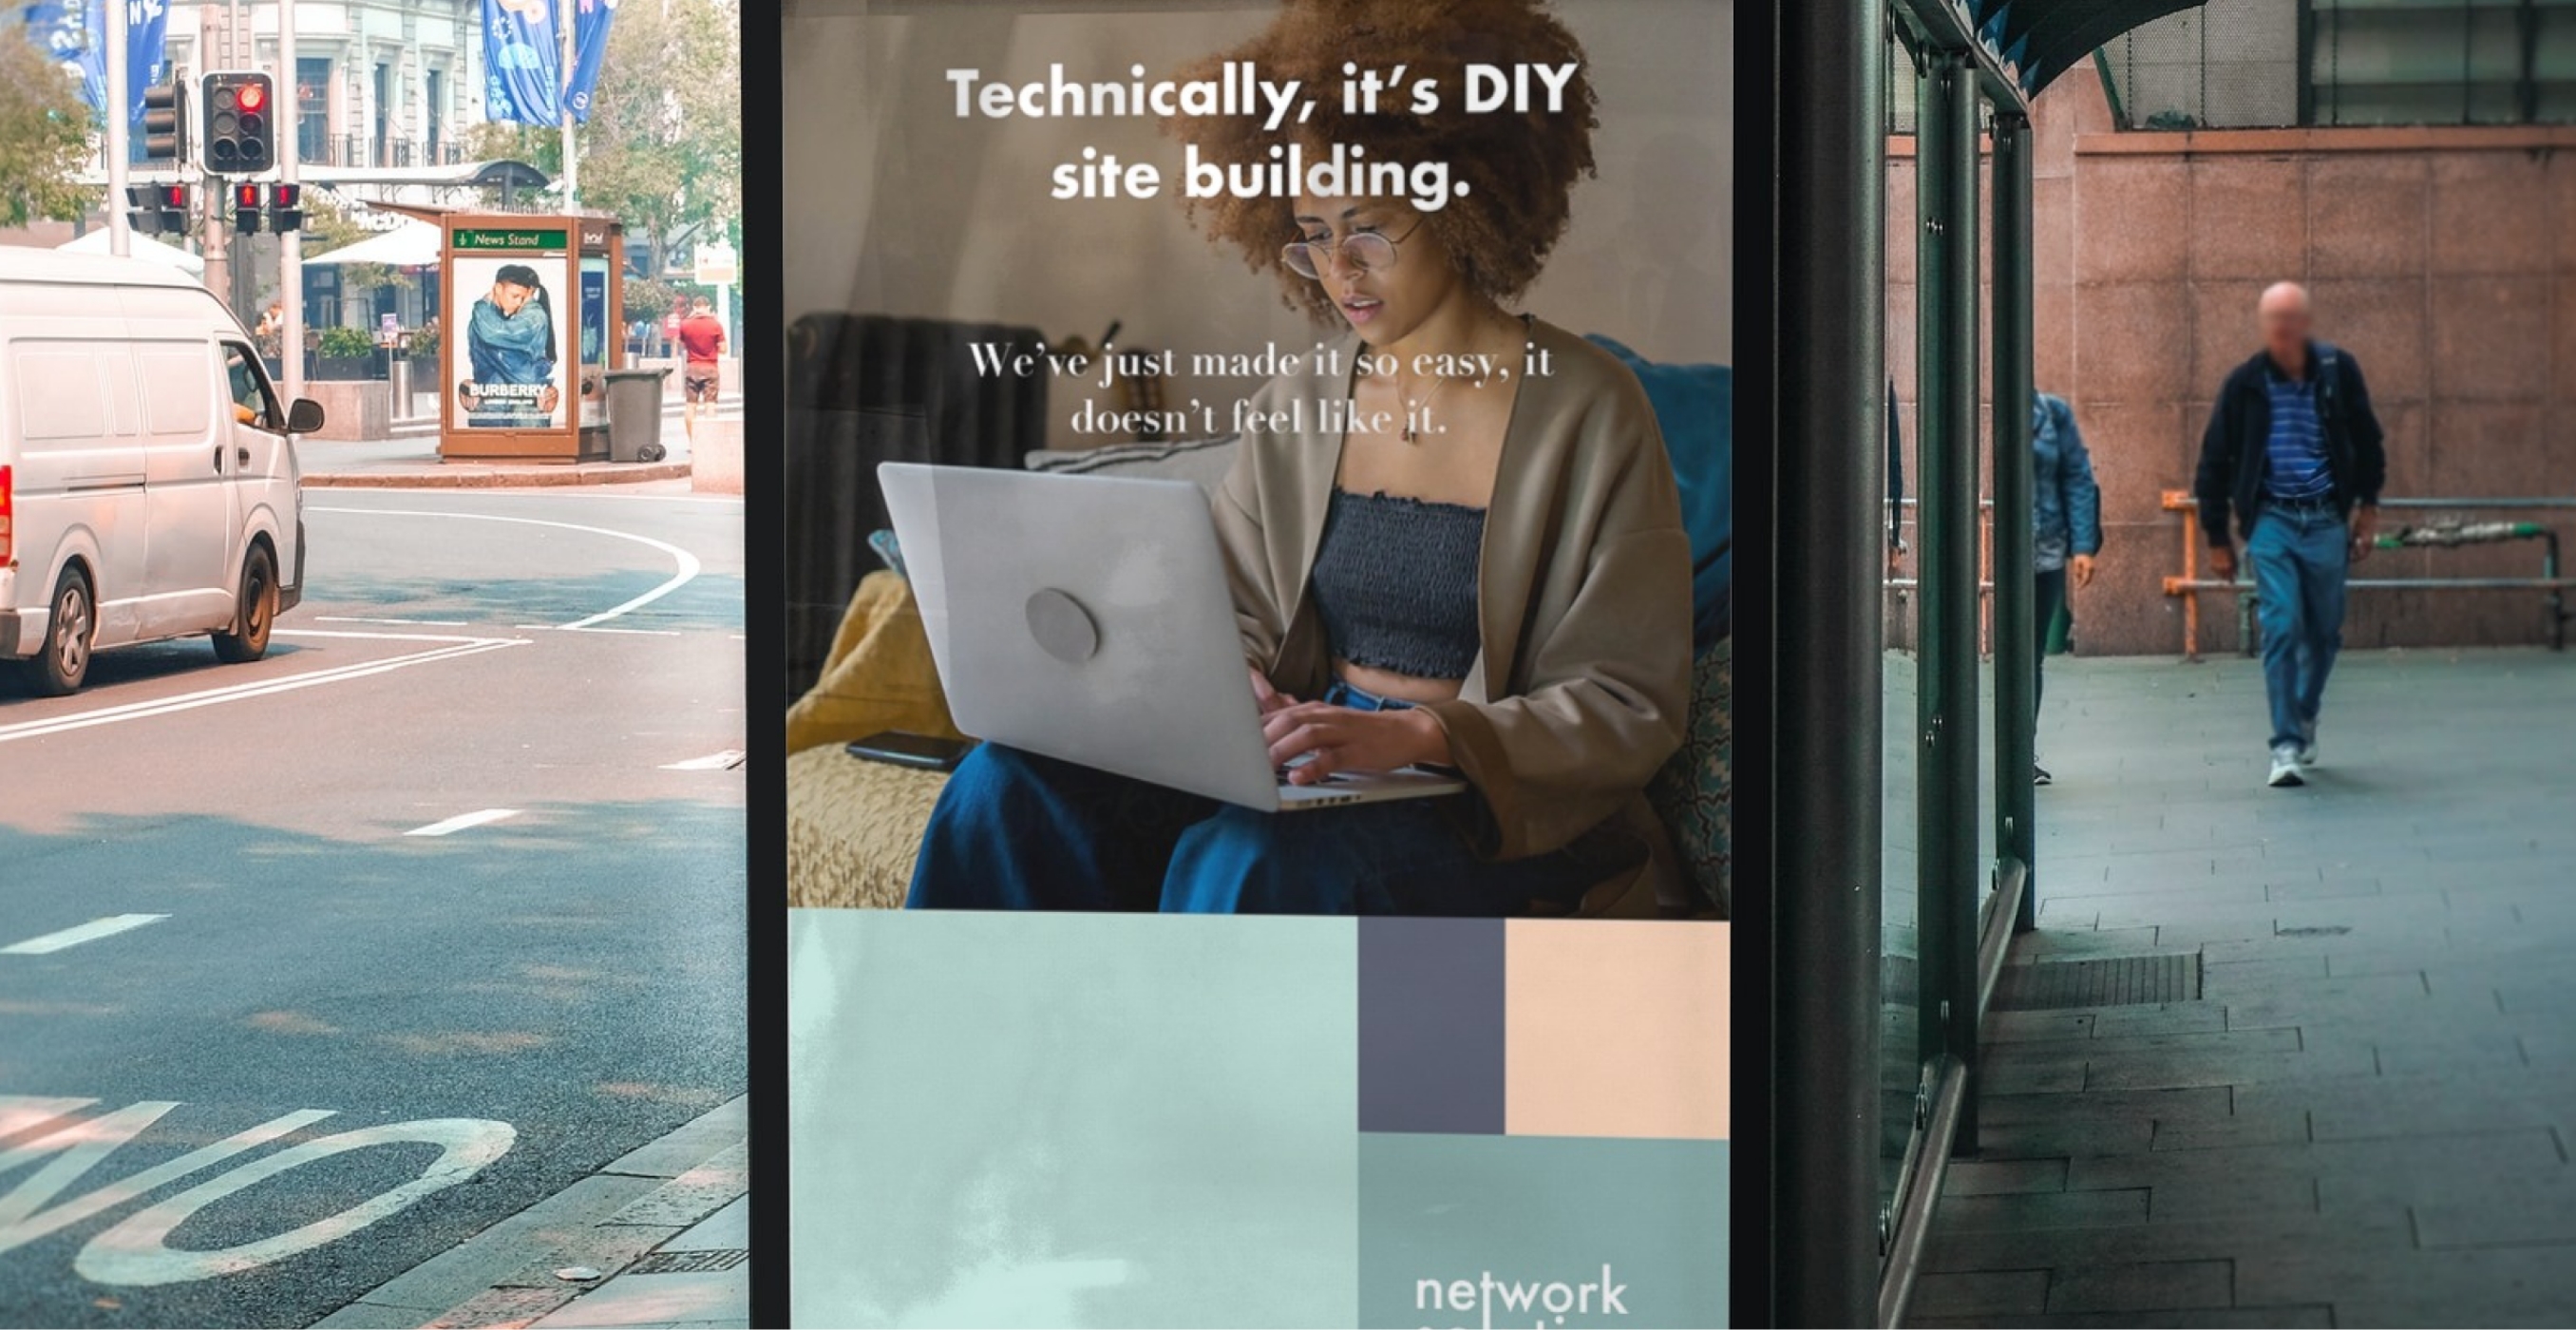 News Stand
BURBERRY
Technically, it's DIY
site building.
We've just made it so easy, it
doesn't feel like it.
network